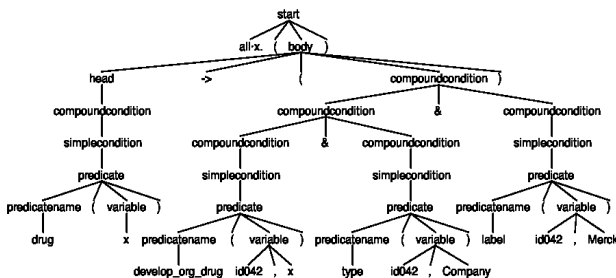 start
all·x. ( body )
head -> ( compoundcondition )
compoundcondition compoundcondition & compoundcondition
simplecondition compoundcondition & compoundcondition simplecondition
predicate simplecondition simplecondition predicate
predicatename ( variable ) predicate predicate predicatename ( variable )
drug x predicatename ( variable ) predicatename ( variable ) label id042 , Merck
develop_org_drug id042 , x type id042 , Company